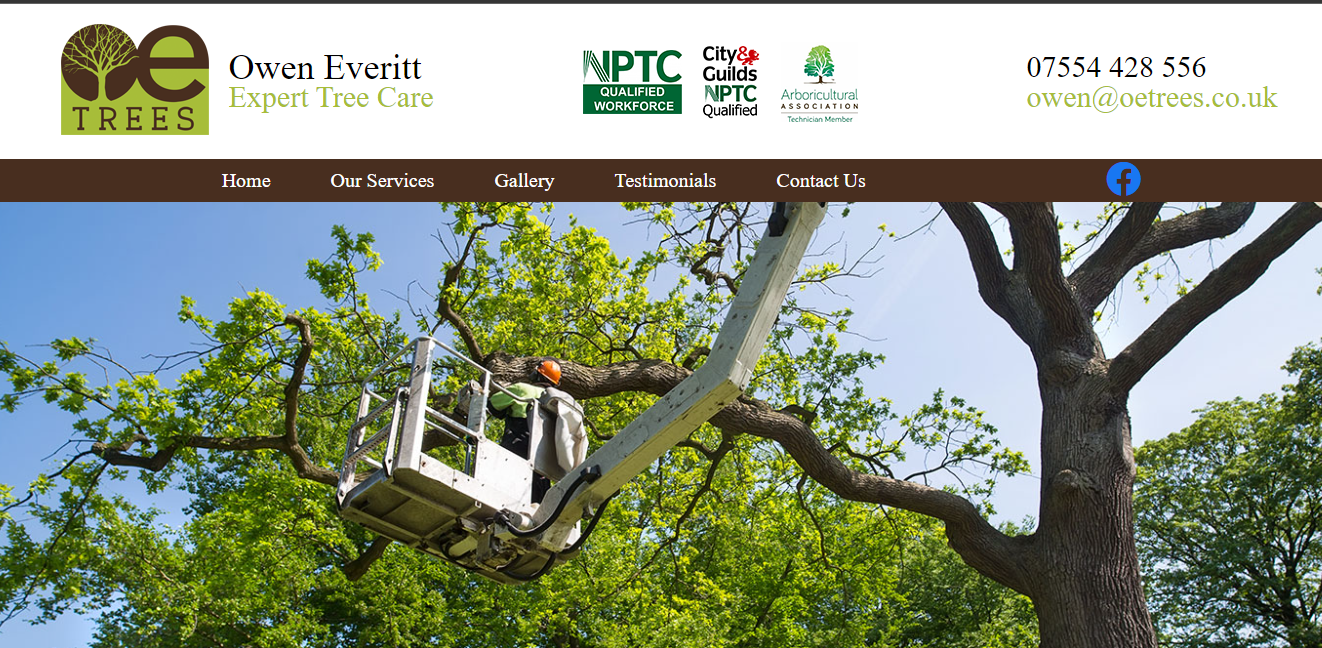 oe
TREES
Owen Everitt
Expert Tree Care
NPTC
QUALIFIED
WORKFORCE
City&
Guilds
NPTC
Qualified
Arboricultural
ASSOCIATION
Technician Member
07554 428 556
owen@oetrees.co.uk
Home Our Services Gallery Testimonials Contact Us